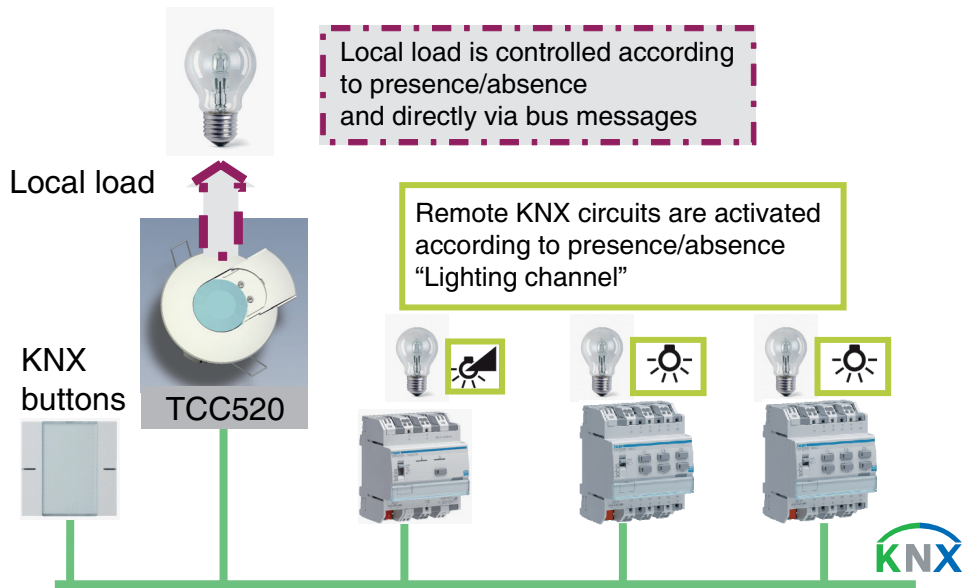 Local load is controlled according
to presence/absence
and directly via bus messages
Local load
Remote KNX circuits are activated
according to presence/absence
“Lighting channel”
KNX
buttons
TCC520
KNX